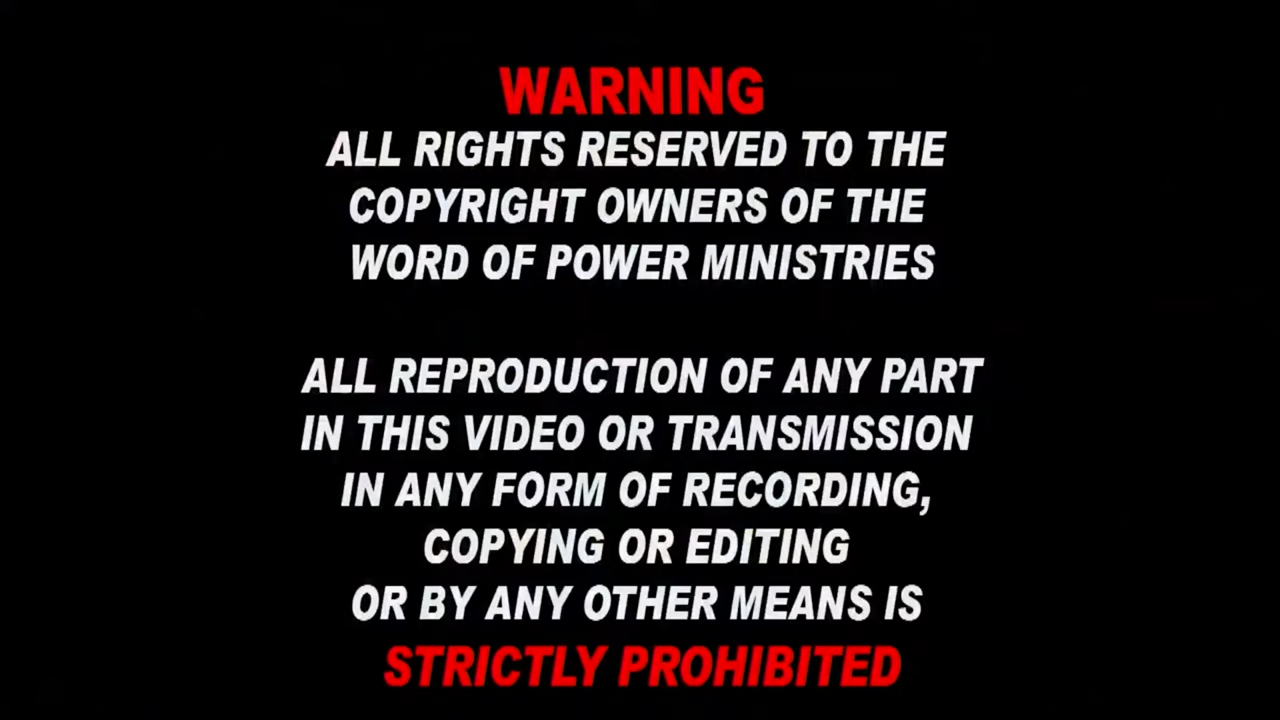 WARNING
ALL RIGHTS RESERVED TO THE
COPYRIGHT OWNERS OF THE
WORD OF POWER MINISTRIES
ALL REPRODUCTION OF ANY PART
IN THIS VIDEO OR TRANSMISSION
IN ANY FORM OF RECORDING,
COPYING OR EDITING
OR BY ANY OTHER MEANS IS
STRICTLY PROHIBITED